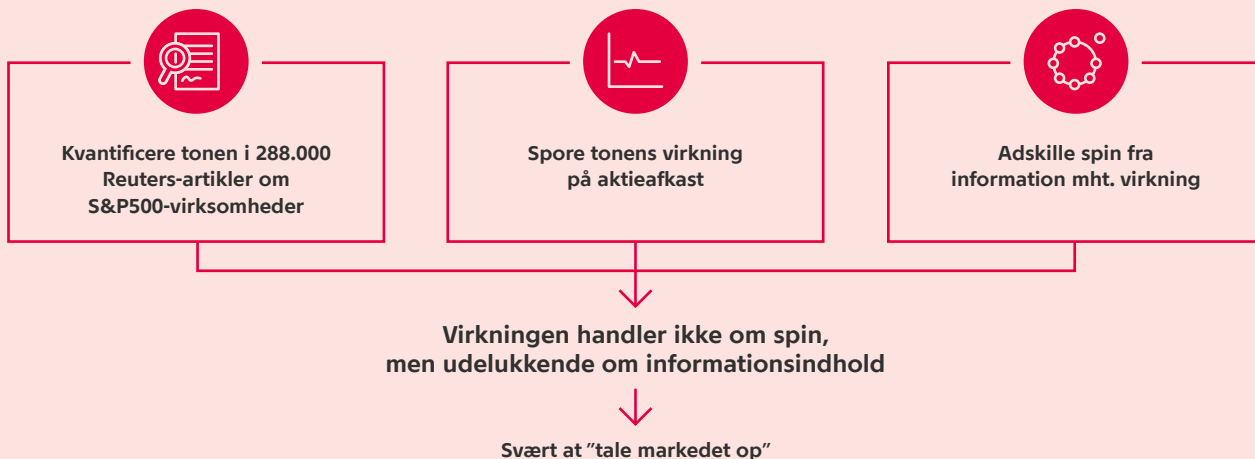 Kvantificere tonen i 288.000
Reuters-artikler om
S&P500-virksomheder
Spore tonens virkning
på aktieafkast
Adskille spin fra
information mht. virkning
Virkningen handler ikke om spin,
men udelukkende om informationsindhold
Svært at ”tale markedet op”